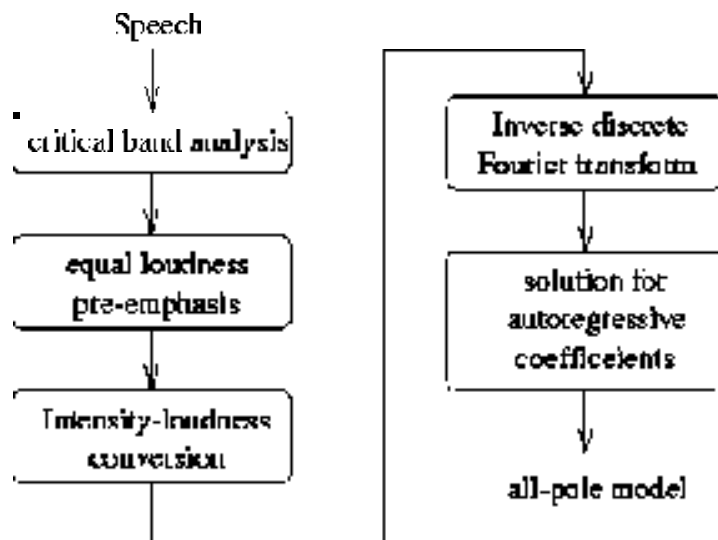 Speech
critical band analysis
equal loudness
pre-emphasis
Intensity-loudness
conversion
Inverse discrete
Fourier transform
solution for
autoregressive
coefficeients
all-pole model